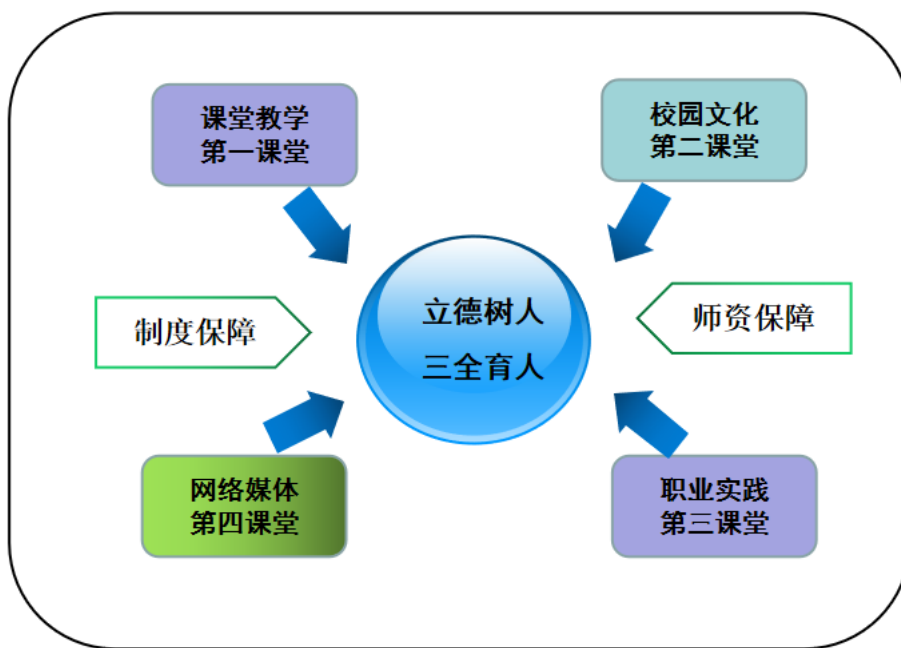 课堂教学
第一课堂
校园文化
第二课堂
制度保障
立德树人
三全育人
师资保障
网络媒体
第四课堂
职业实践
第三课堂